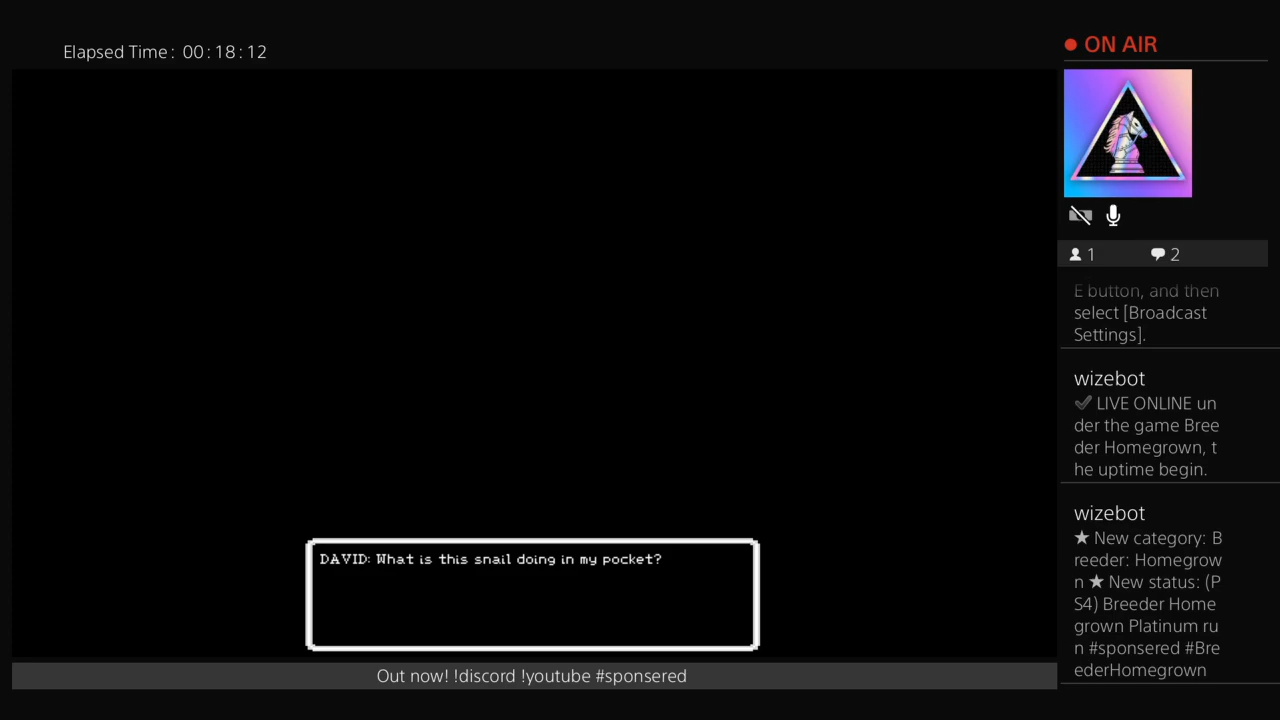 Elapsed Time: 00:18:12
ON AIR
1
2
E button, and then
select [Broadcast
Settings].
wizebot
✔ LIVE ONLINE un
der the game Bree
der Homegrown, t
he uptime begin.
wizebot
★ New category: B
reeder: Homegrow
n ★ New status: (P
S4) Breeder Home
grown Platinum ru
n #sponsered #Bre
ederHomegrown
DAVID: What is this snail doing in my pocket?
Out now! !discord !youtube #sponsered